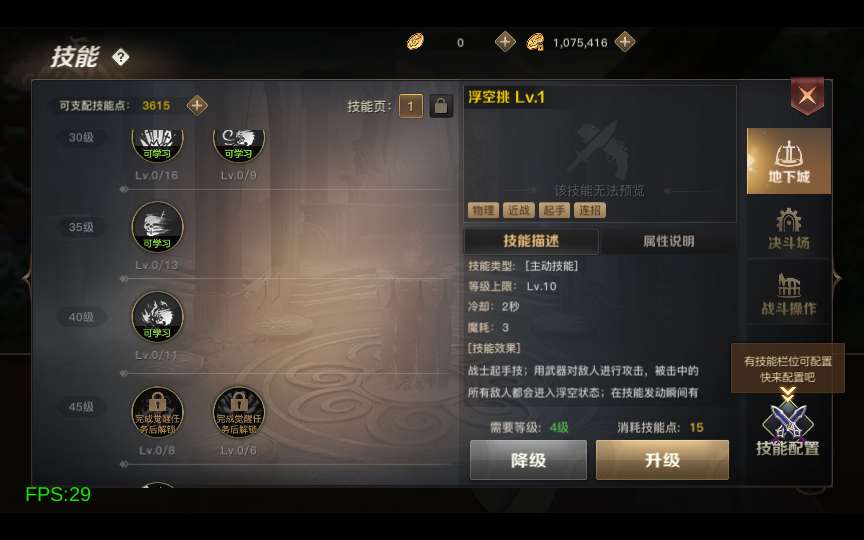 技能 ?
0
1,075,416
可支配技能点: 3615
技能页: 1
30级
可学习
可学习
Lv.0/16
Lv.0/9
35级
可学习
Lv.0/13
40级
可学习
Lv.0/11
45级
完成觉醒任
务后解锁
完成觉醒任
务后解锁
Lv.0/8
Lv.0/6
浮空挑 Lv.1
该技能无法预览
物理 近战 起手 连招
技能描述
属性说明
技能类型: [主动技能]
等级上限: Lv.10
冷却: 2秒
魔耗: 3
[技能效果]
战士起手技; 用武器对敌人进行攻击, 被击中的
所有敌人都会进入浮空状态; 在技能发动瞬间有
需要等级: 4级
消耗技能点: 15
降级
升级
地下城
决斗场
战斗操作
有技能栏位可配置
快来配置吧
技能配置
FPS:29